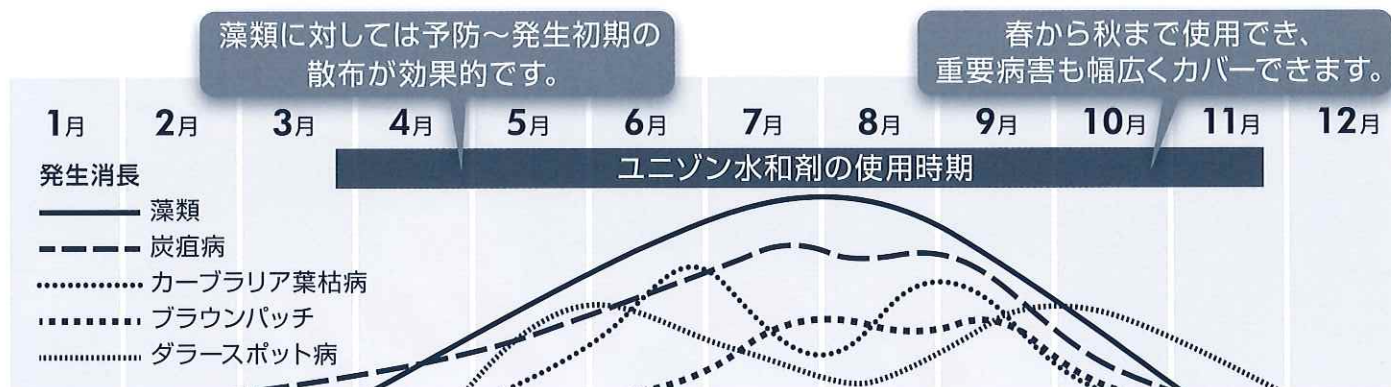 藻類に対しては予防～発生初期の
散布が効果的です。
春から秋まで使用でき、
重要病害も幅広くカバーできます。
1月 2月 3月 4月 5月 6月 7月 8月 9月 10月 11月 12月
ユニゾン水和剤の使用時期
発生消長
藻類
炭疽病
カーブラリア葉枯病
ブラウンパッチ
ダラースポット病